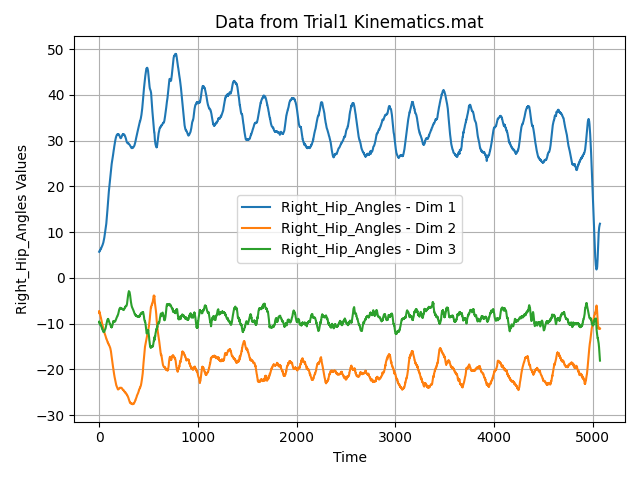 Data from Trial1 Kinematics.mat
Right_Hip_Angles Values
50
40
30
20
10
0
−10
−20
−30
Right_Hip_Angles - Dim 1
Right_Hip_Angles - Dim 2
Right_Hip_Angles - Dim 3
0 1000 2000 3000 4000 5000
Time